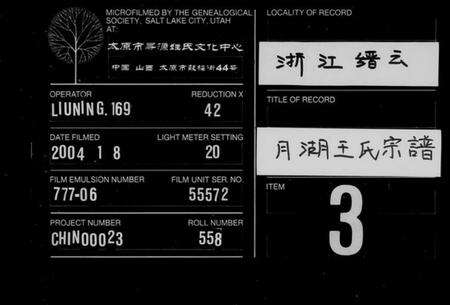 MICROFILMED BY THE GENEALOGICAL
SOCIETY, SALT LAKE CITY, UTAH
AT:
太原市寻源姓氏文化中心
中国 山西 太原市鼓楼街44号
OPERATOR
LIUNING.169
REDUCTION X
42
DATE FILMED
2004 1 8
LIGHT METER SETTING
20
FILM EMULSION NUMBER
777-06
FILM UNIT SER. NO.
55572
PROJECT NUMBER
CHIN00023
ROLL NUMBER
558
LOCALITY OF RECORD
浙江缙云
TITLE OF RECORD
月湖王氏宗譜
ITEM
3